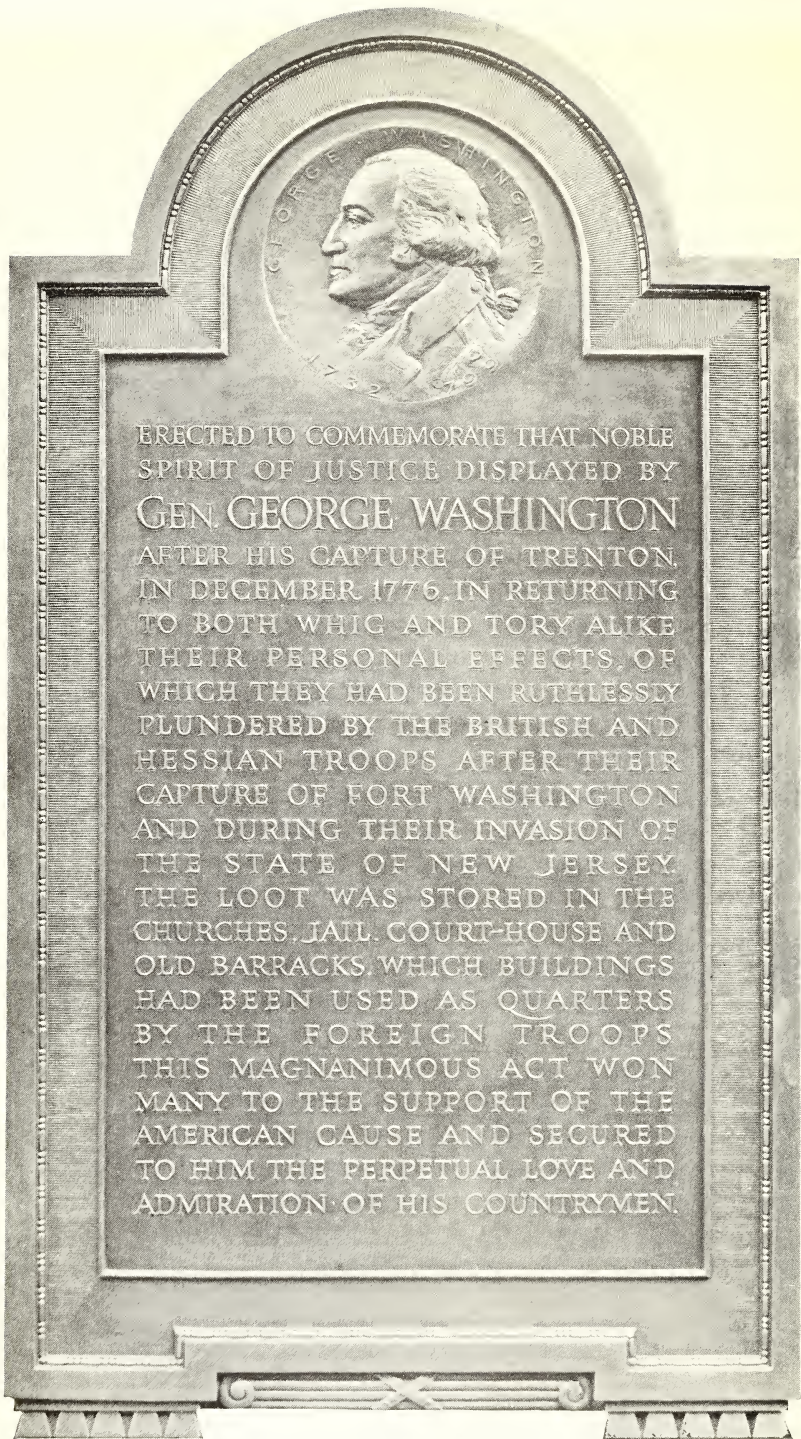 GEORGE · WASHINGTON
1732 1799
ERECTED TO COMMEMORATE THAT NOBLE
SPIRIT OF JUSTICE DISPLAYED BY
GEN. GEORGE WASHINGTON
AFTER HIS CAPTURE OF TRENTON,
IN DECEMBER 1776, IN RETURNING
TO BOTH WHIG AND TORY ALIKE
THEIR PERSONAL EFFECTS, OF
WHICH THEY HAD BEEN RUTHLESSLY
PLUNDERED BY THE BRITISH AND
HESSIAN TROOPS AFTER THEIR
CAPTURE OF FORT WASHINGTON
AND DURING THEIR INVASION OF
THE STATE OF NEW JERSEY.
THE LOOT WAS STORED IN THE
CHURCHES, JAIL, COURT-HOUSE AND
OLD BARRACKS, WHICH BUILDINGS
HAD BEEN USED AS QUARTERS
BY THE FOREIGN TROOPS
THIS MAGNANIMOUS ACT WON
MANY TO THE SUPPORT OF THE
AMERICAN CAUSE AND SECURED
TO HIM THE PERPETUAL LOVE AND
ADMIRATION OF HIS COUNTRYMEN.